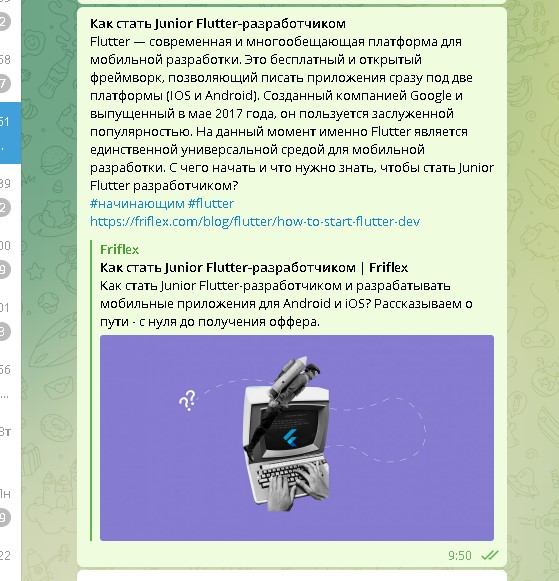 Как стать Junior Flutter-разработчиком
Flutter — современная и многообещающая платформа для
мобильной разработки. Это бесплатный и открытый
фреймворк, позволяющий писать приложения сразу под две
платформы (IOS и Android). Созданный компанией Google и
выпущенный в мае 2017 года, он пользуется заслуженной
популярностью. На данный момент именно Flutter является
единственной универсальной средой для мобильной
разработки. С чего начать и что нужно знать, чтобы стать Junior
Flutter разработчиком?
#начинающим #flutter
https://friflex.com/blog/flutter/how-to-start-flutter-dev
Friflex
Как стать Junior Flutter-разработчиком | Friflex
Как стать Junior Flutter-разработчиком и разрабатывать
мобильные приложения для Android и iOS? Рассказываем о
пути - с нуля до получения оффера.
??
9:50